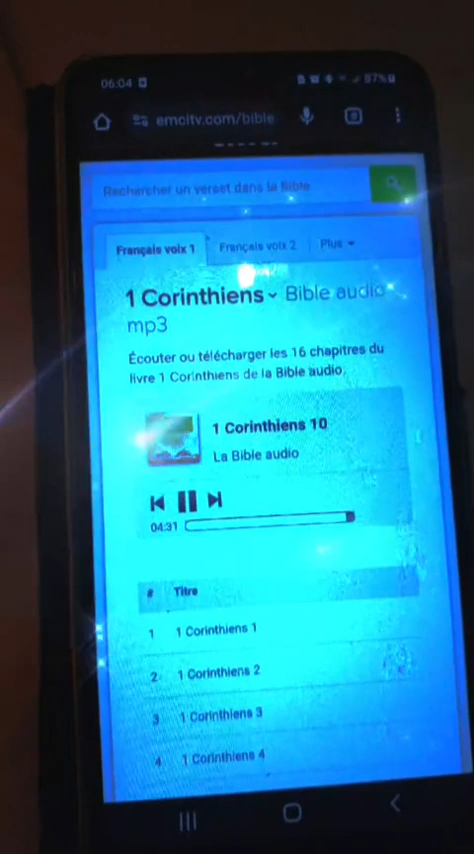 06:04
87%
emcitv.com/bible
Rechercher un verset dans la Bible
Français voix 1 Français voix 2 Plus
1 Corinthiens Bible audio
mp3
Écouter ou télécharger les 16 chapitres du
livre 1 Corinthiens de la Bible audio.
1 Corinthiens 10
La Bible audio
04:31
# Titre
1 1 Corinthiens 1
2 1 Corinthiens 2
3 1 Corinthiens 3
4 1 Corinthiens 4